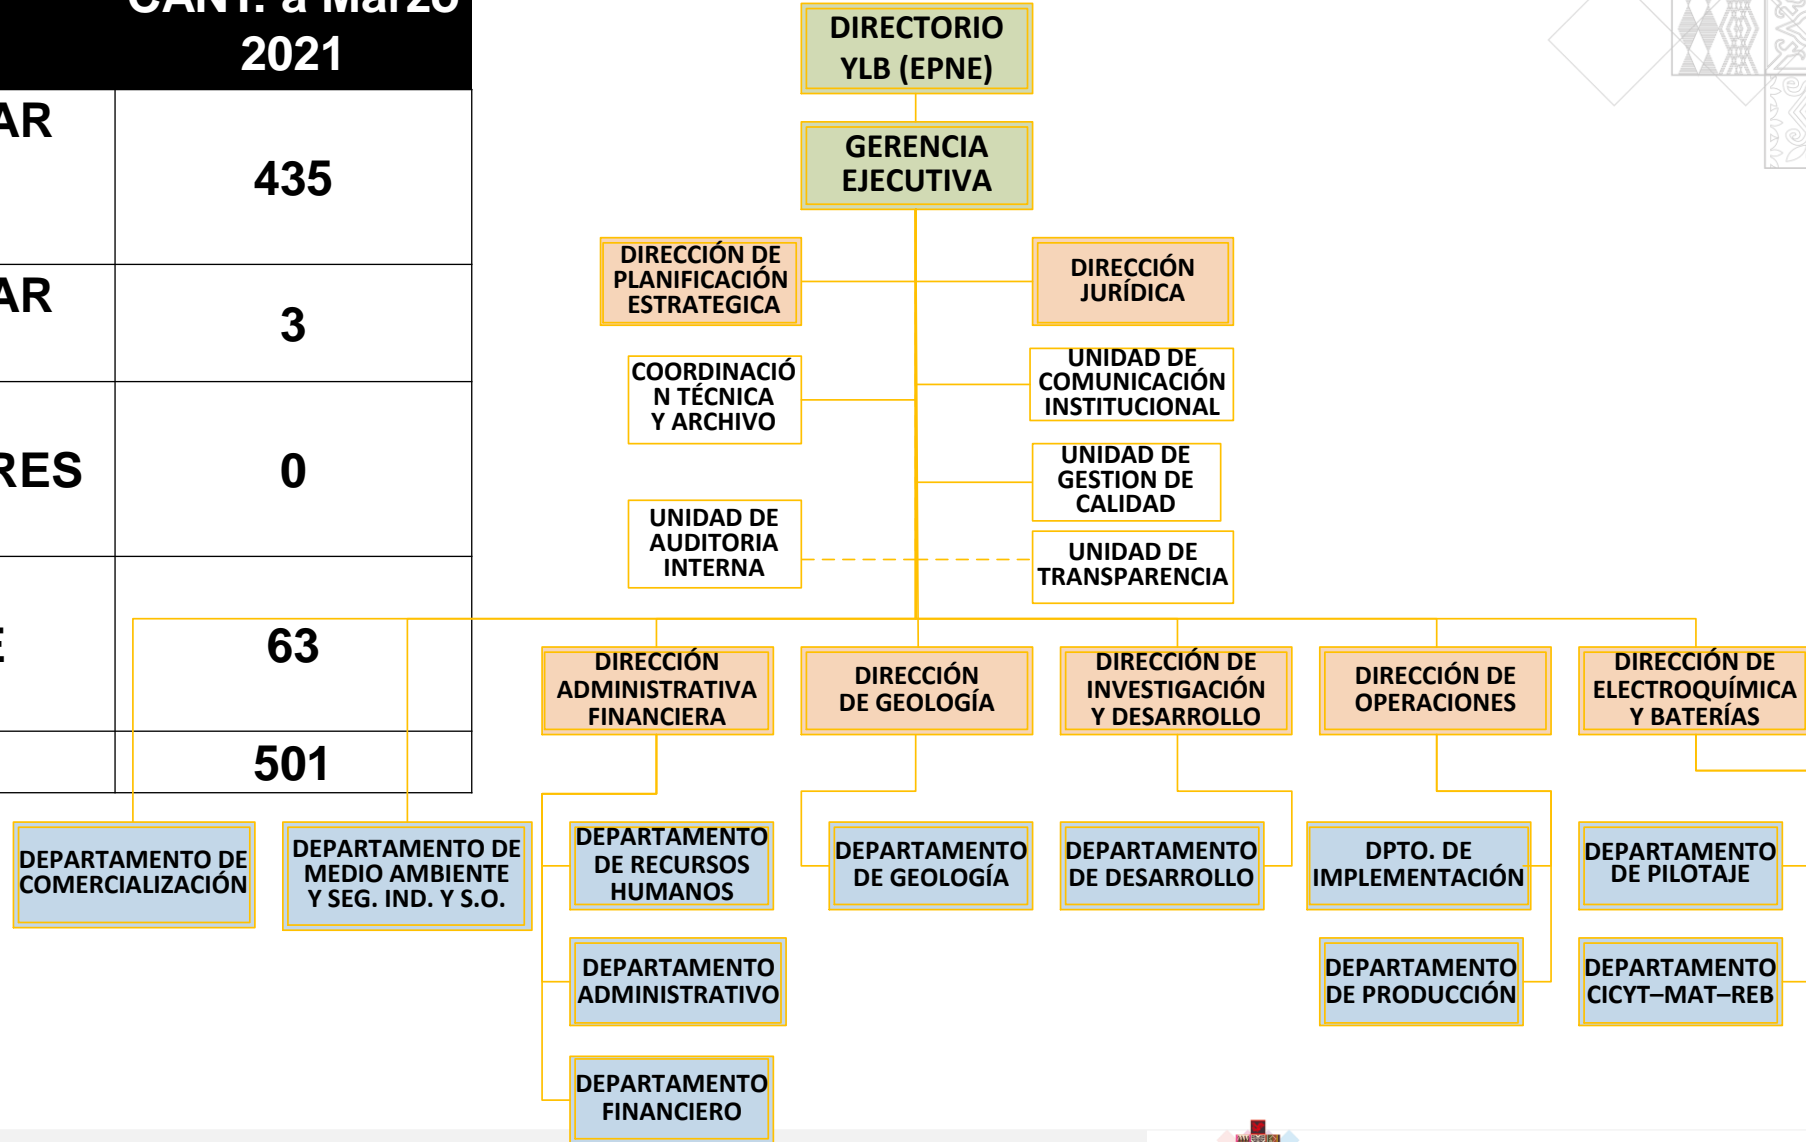 CANT. a Marzo
2021
AR
435
AR
3
RES
0
E
63
501
DIRECTORIO
YLB (EPNE)
GERENCIA
EJECUTIVA
DIRECCIÓN DE
PLANIFICACIÓN
ESTRATEGICA
DIRECCIÓN
JURÍDICA
COORDINACIÓ
N TÉCNICA
Y ARCHIVO
UNIDAD DE
COMUNICACIÓN
INSTITUCIONAL
UNIDAD DE
GESTION DE
CALIDAD
UNIDAD DE
AUDITORIA
INTERNA
UNIDAD DE
TRANSPARENCIA
DIRECCIÓN
ADMINISTRATIVA
FINANCIERA
DIRECCIÓN
DE GEOLOGÍA
DIRECCIÓN DE
INVESTIGACIÓN
Y DESARROLLO
DIRECCIÓN DE
OPERACIONES
DIRECCIÓN DE
ELECTROQUÍMICA
Y BATERÍAS
DEPARTAMENTO DE
COMERCIALIZACIÓN
DEPARTAMENTO DE
MEDIO AMBIENTE
Y SEG. IND. Y S.O.
DEPARTAMENTO
DE RECURSOS
HUMANOS
DEPARTAMENTO
DE GEOLOGÍA
DEPARTAMENTO
DE DESARROLLO
DPTO. DE
IMPLEMENTACIÓN
DEPARTAMENTO
DE PILOTAJE
DEPARTAMENTO
ADMINISTRATIVO
DEPARTAMENTO
DE PRODUCCIÓN
DEPARTAMENTO
CICYT–MAT–REB
DEPARTAMENTO
FINANCIERO